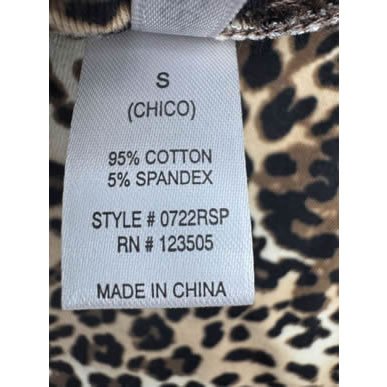 S
(CHICO)
95% COTTON
5% SPANDEX
STYLE # 0722RSP
RN # 123505
MADE IN CHINA